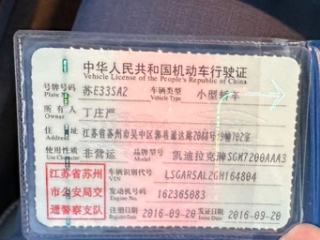 中华人民共和国机动车行驶证
Vehicle License of the People's Republic of China
号牌号码 苏E33SA2 车辆类型 小型轿车
Plate No. Vehicle Type
所有人 丁庄严
Owner
住址
Address 江苏省苏州市吴中区
使用性质 非营运 品牌型号 凯迪拉克牌SGM7200AAA3
Use Character Model
江苏省苏州 车辆识别代号 LSGARSAL2GH164804
VIN
市公安局交 发动机号码 162365083
Engine No.
通警察支队 注册日期 2016-09-20 发证日期 2016-09-20
Register Date Issue Date